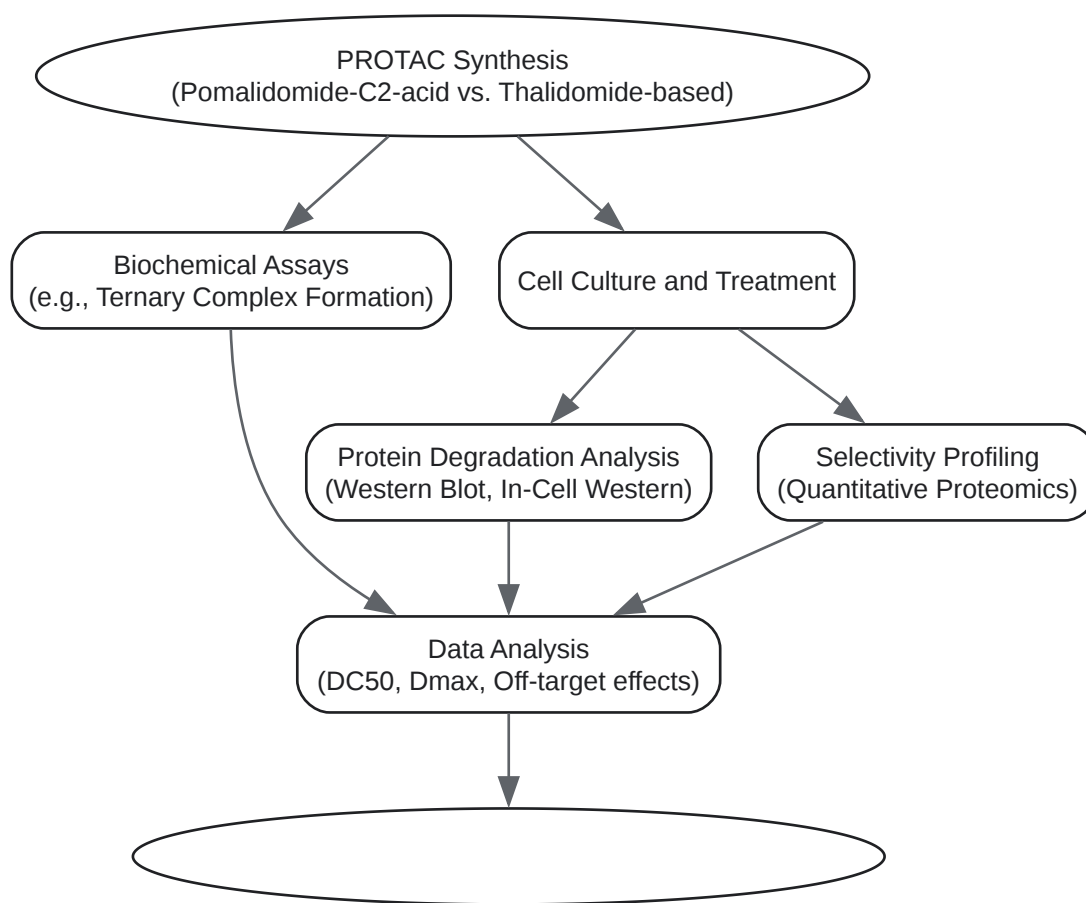 PROTAC Synthesis
(Pomalidomide-C2-acid vs. Thalidomide-based)
Biochemical Assays
(e.g., Ternary Complex Formation)
Cell Culture and Treatment
Protein Degradation Analysis
(Western Blot, In-Cell Western)
Selectivity Profiling
(Quantitative Proteomics)
Data Analysis
(DC50, Dmax, Off-target effects)